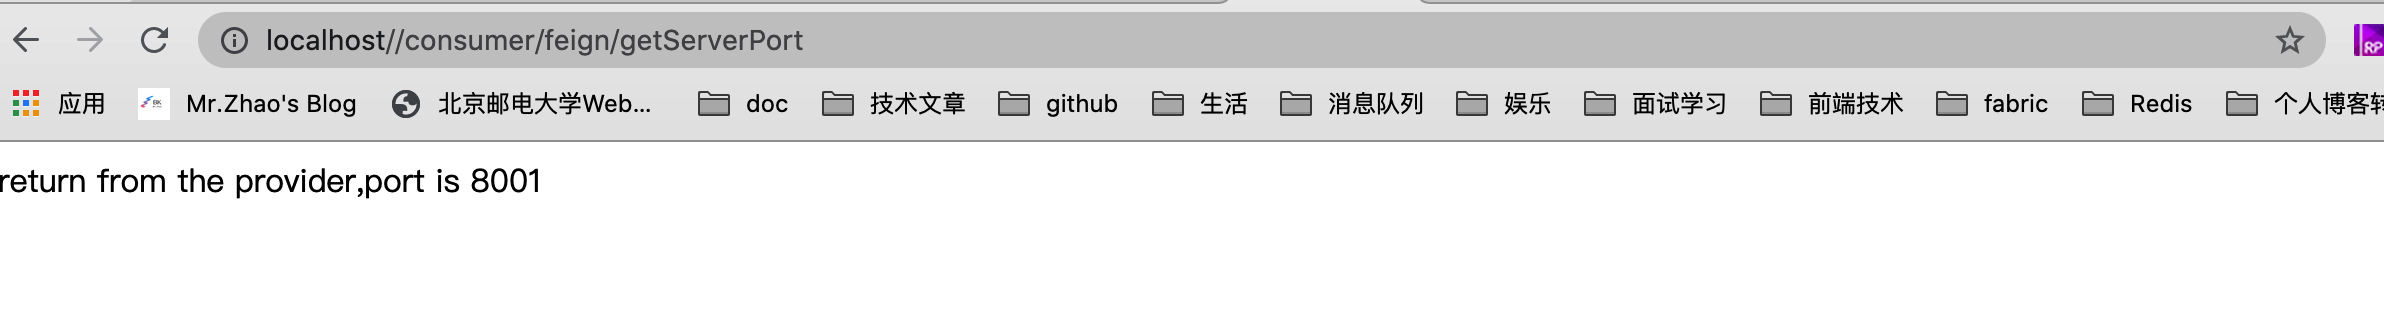 localhost//consumer/feign/getServerPort
RP
应用 Mr.Zhao's Blog 北京邮电大学Web... doc 技术文章 github 生活 消息队列 娱乐 面试学习 前端技术 fabric Redis 个人博客
return from the provider,port is 8001